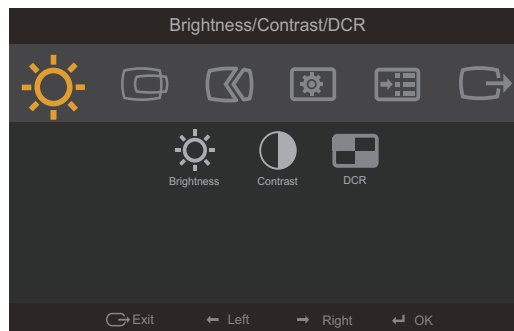 Brightness/Contrast/DCR
Brightness Contrast DCR
Exit Left Right OK